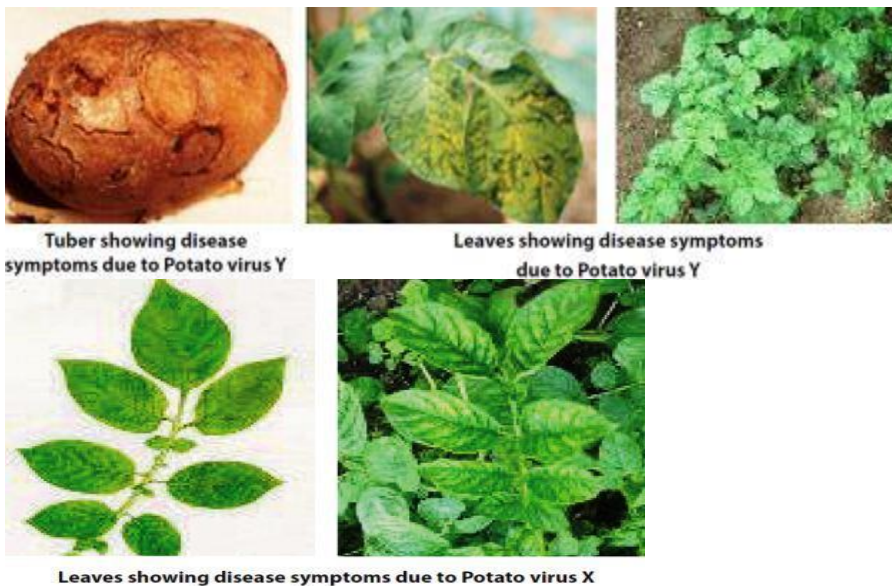 Tuber showing disease
symptoms due to Potato virus Y
Leaves showing disease symptoms
due to Potato virus Y
Leaves showing disease symptoms due to Potato virus X